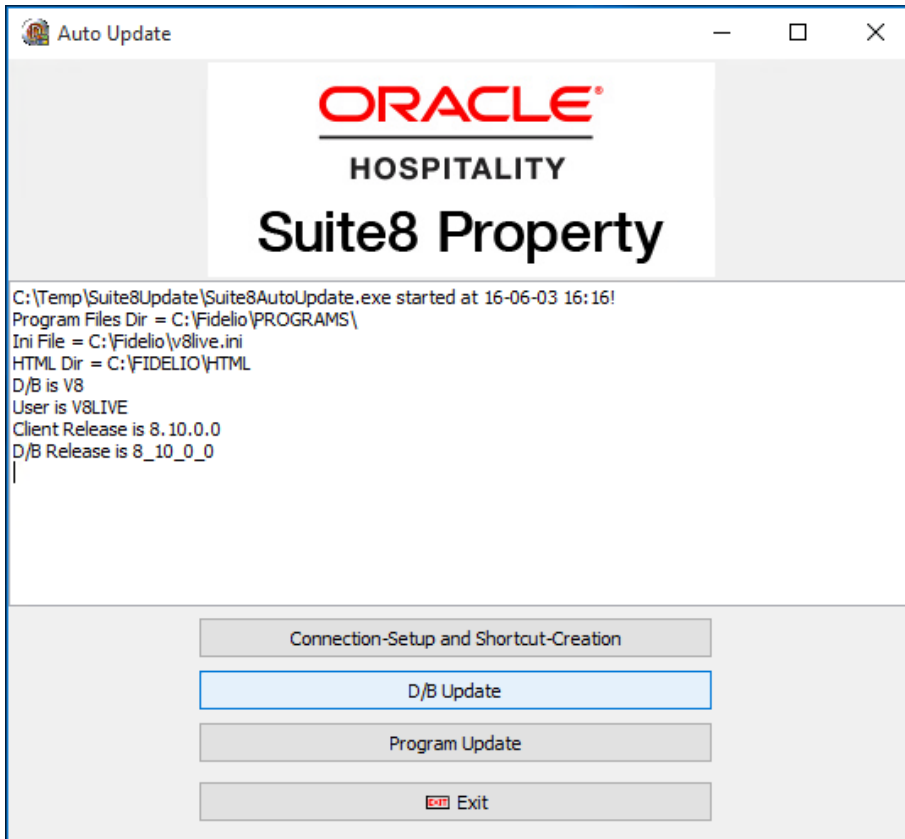 Auto Update
ORACLE®
HOSPITALITY
Suite8 Property
C:\Temp\Suite8Update\Suite8AutoUpdate.exe started at 16-06-03 16:16!
Program Files Dir = C:\Fidelio\PROGRAMS\
Ini File = C:\Fidelio\v8live.ini
HTML Dir = C:\FIDELIO\HTML
D/B is V8
User is V8LIVE
Client Release is 8.10.0.0
D/B Release is 8_10_0_0
Connection-Setup and Shortcut-Creation
D/B Update
Program Update
EXIT Exit